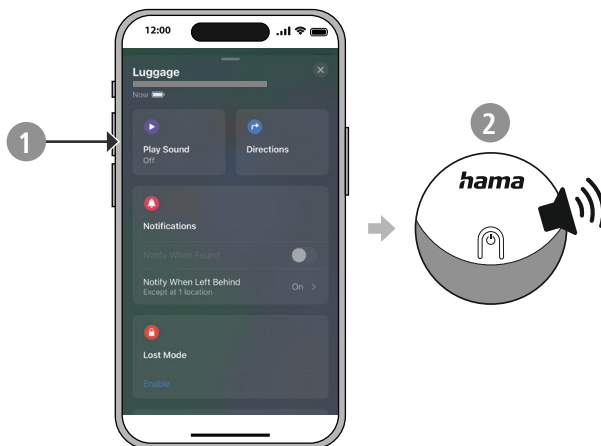 12:00
Luggage
Now
Play Sound
Off
Directions
Notifications
Notify When Found
Notify When Left Behind
Except at 1 location
On >
Lost Mode
Enable
1
2
hama